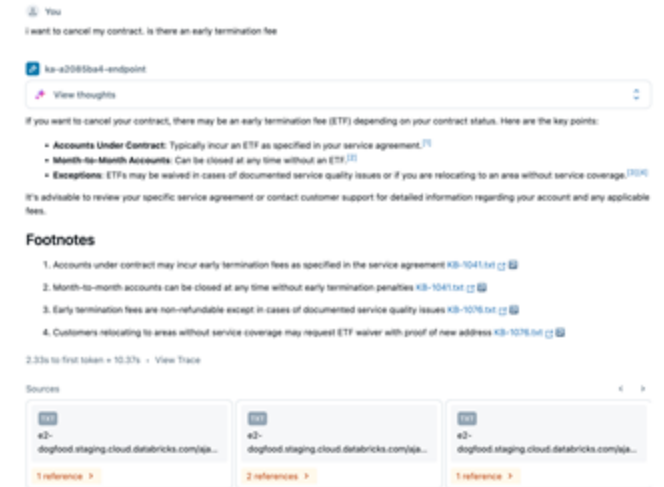 You
i want to cancel my contract. is there an early termination fee
ka-a2085ba4-endpoint
View thoughts
If you want to cancel your contract, there may be an early termination fee (ETF) depending on your contract status. Here are the key points:
• Accounts Under Contract: Typically incur an ETF as specified in your service agreement.[1]
• Month-to-Month Accounts: Can be closed at any time without an ETF.[2]
• Exceptions: ETFs may be waived in cases of documented service quality issues or if you are relocating to an area without service coverage.[3][4]
It's advisable to review your specific service agreement or contact customer support for detailed information regarding your account and any applicable
fees.
Footnotes
1. Accounts under contract may incur early termination fees as specified in the service agreement KB-1041.txt
2. Month-to-month accounts can be closed at any time without early termination penalties KB-1041.txt
3. Early termination fees are non-refundable except in cases of documented service quality issues KB-1076.txt
4. Customers relocating to areas without service coverage may request ETF waiver with proof of new address KB-1076.txt
2.33s to first token + 10.37s • View Trace
Sources
TXT TXT TXT
e2- e2- e2-
dogfood.staging.cloud.databricks.com/aja... dogfood.staging.cloud.databricks.com/aja... dogfood.staging.cloud.databricks.com/aja...
1 reference > 2 references > 1 reference >